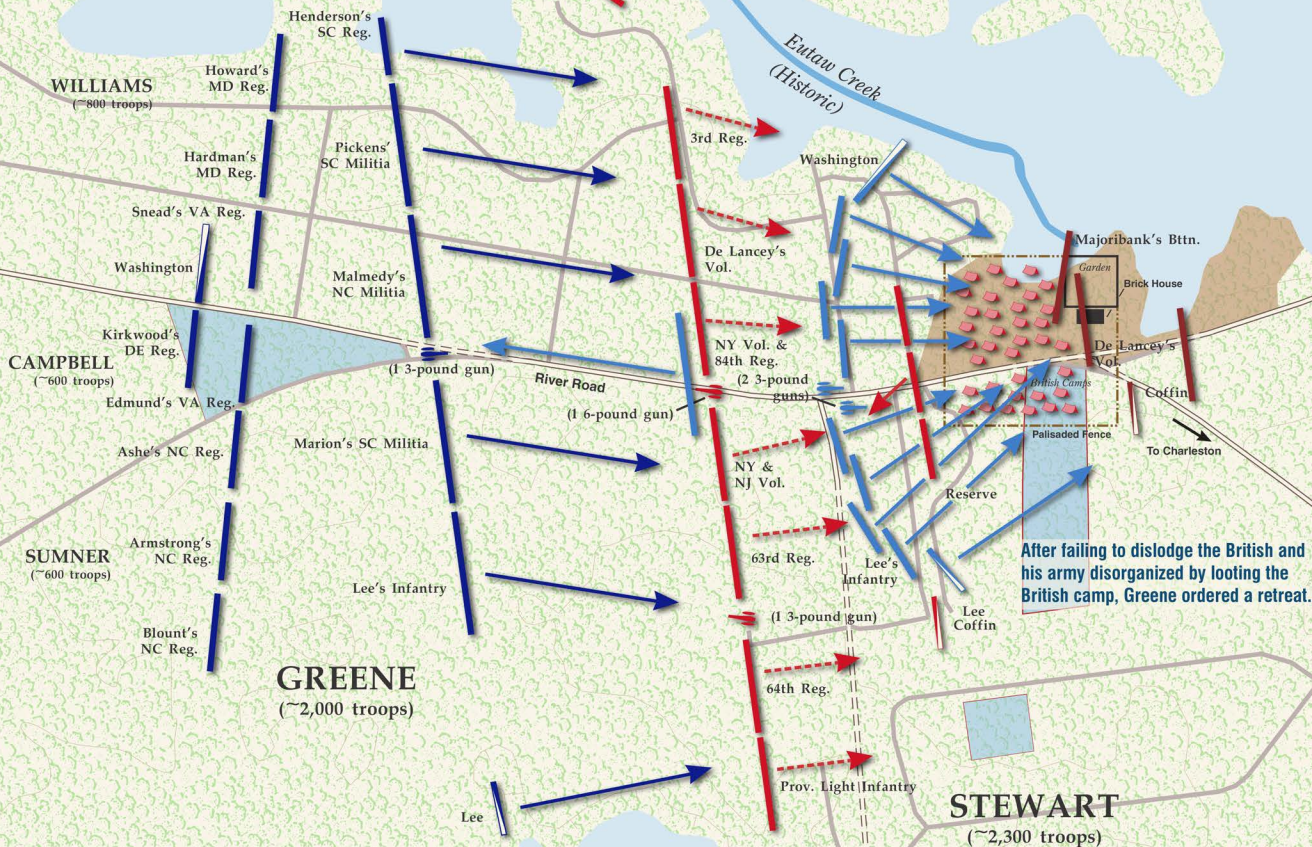 Henderson's
SC Reg.
WILLIAMS
(~800 troops)
Howard's
MD Reg.
Eutaw Creek
(Historic)
3rd Reg.
Hardman's
MD Reg.
Pickens'
SC Militia
Washington
Snead's VA Reg.
De Lancey's
Vol.
Majoribank's Bttn.
Garden
Brick House
Washington
Malmedy's
NC Militia
Kirkwood's
DE Reg.
NY Vol. &
84th Reg.
De Lancey's
Vol.
CAMPBELL
(~600 troops)
(1 3-pound gun)
River Road
(2 3-pound
guns)
British Camps
Coffin
Edmund's VA Reg.
(1 6-pound gun)
Palisaded Fence
To Charleston
Ashe's NC Reg.
Marion's SC Militia
NY &
NJ Vol.
Reserve
SUMNER
(~600 troops)
Armstrong's
NC Reg.
63rd Reg.
Lee's
Infantry
After failing to dislodge the British and
his army disorganized by looting the
British camp, Greene ordered a retreat.
Lee's Infantry
(1 3-pound gun)
Lee
Coffin
Blount's
NC Reg.
GREENE
(~2,000 troops)
64th Reg.
Prov. Light Infantry
Lee
STEWART
(~2,300 troops)